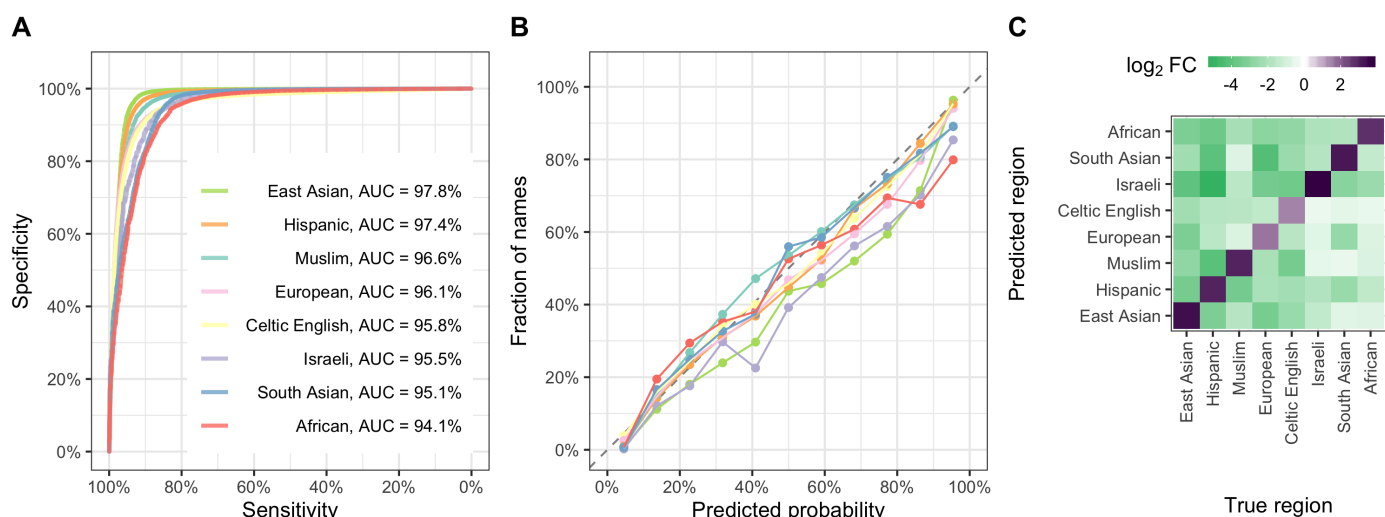 A
100%
80%
60%
40%
20%
0%
Specificity
East Asian, AUC = 97.8%
Hispanic, AUC = 97.4%
Muslim, AUC = 96.6%
European, AUC = 96.1%
Celtic English, AUC = 95.8%
Israeli, AUC = 95.5%
South Asian, AUC = 95.1%
African, AUC = 94.1%
100%
80%
60%
40%
20%
0%
Sensitivity
B
100%
80%
60%
40%
20%
0%
Fraction of names
0%
20%
40%
60%
80%
100%
Predicted probability
C
log2 FC
-4
-2
0
2
Predicted region
African
South Asian
Israeli
Celtic English
European
Muslim
Hispanic
East Asian
East Asian
Hispanic
Muslim
European
Celtic English
Israeli
South Asian
African
True region